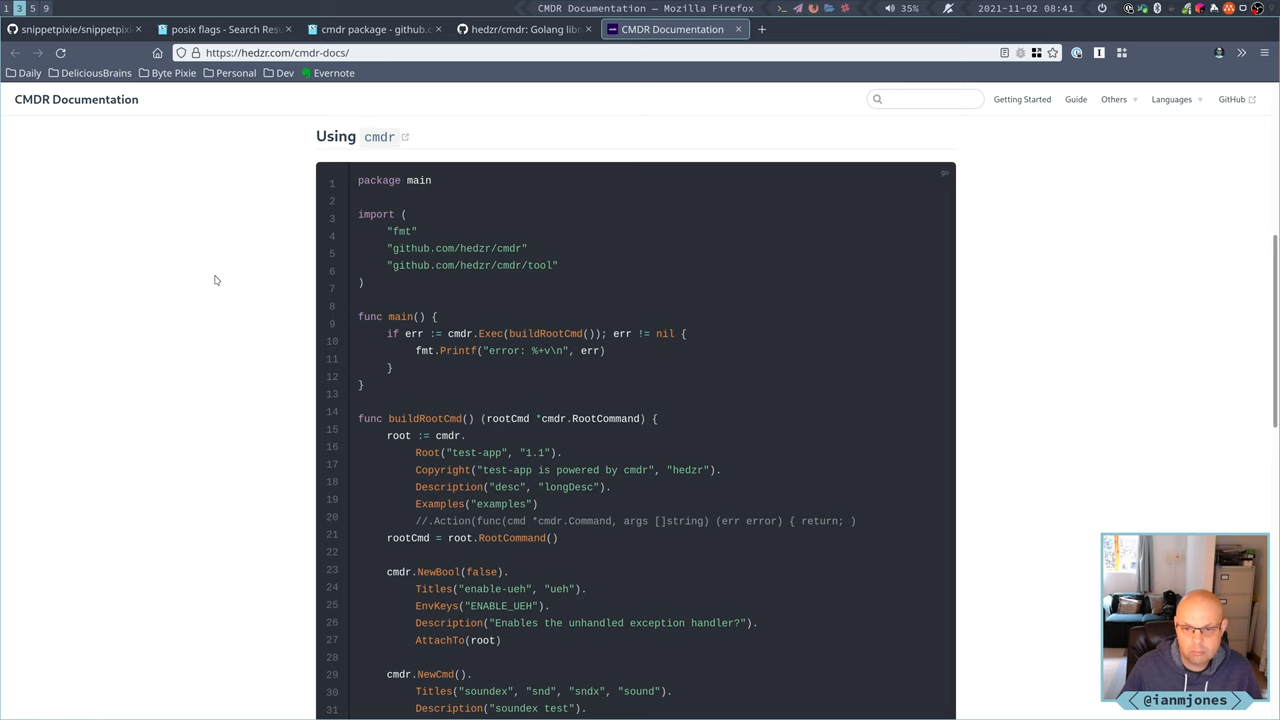 1 3 5 9
CMDR Documentation — Mozilla Firefox
35%
2021-11-02 08:41
snippetpixie/snippetpixi
posix flags - Search Resu
cmdr package - github.c
hedzr/cmdr: Golang libr
CMDR Documentation
https://hedzr.com/cmdr-docs/
Daily
DeliciousBrains
Byte Pixie
Personal
Dev
Evernote
CMDR Documentation
Getting Started
Guide
Others
Languages
GitHub
Using cmdr
go
1 package main
2
3 import (
4 "fmt"
5 "github.com/hedzr/cmdr"
6 "github.com/hedzr/cmdr/tool"
7 )
8
9 func main() {
10 if err := cmdr.Exec(buildRootCmd()); err != nil {
11 fmt.Printf("error: %+v\n", err)
12 }
13 }
14
15 func buildRootCmd() (rootCmd *cmdr.RootCommand) {
16 root := cmdr.
17 Root("test-app", "1.1").
18 Copyright("test-app is powered by cmdr", "hedzr").
19 Description("desc", "longDesc").
20 Examples("examples")
21 //.Action(func(cmd *cmdr.Command, args []string) (err error) { return; )
22 rootCmd = root.RootCommand()
23
24 cmdr.NewBool(false).
25 Titles("enable-ueh", "ueh").
26 EnvKeys("ENABLE_UEH").
27 Description("Enables the unhandled exception handler?").
28 AttachTo(root)
29
30 cmdr.NewCmd().
31 Titles("soundex", "snd", "sndx", "sound").
Description("soundex test").
@ianmjones